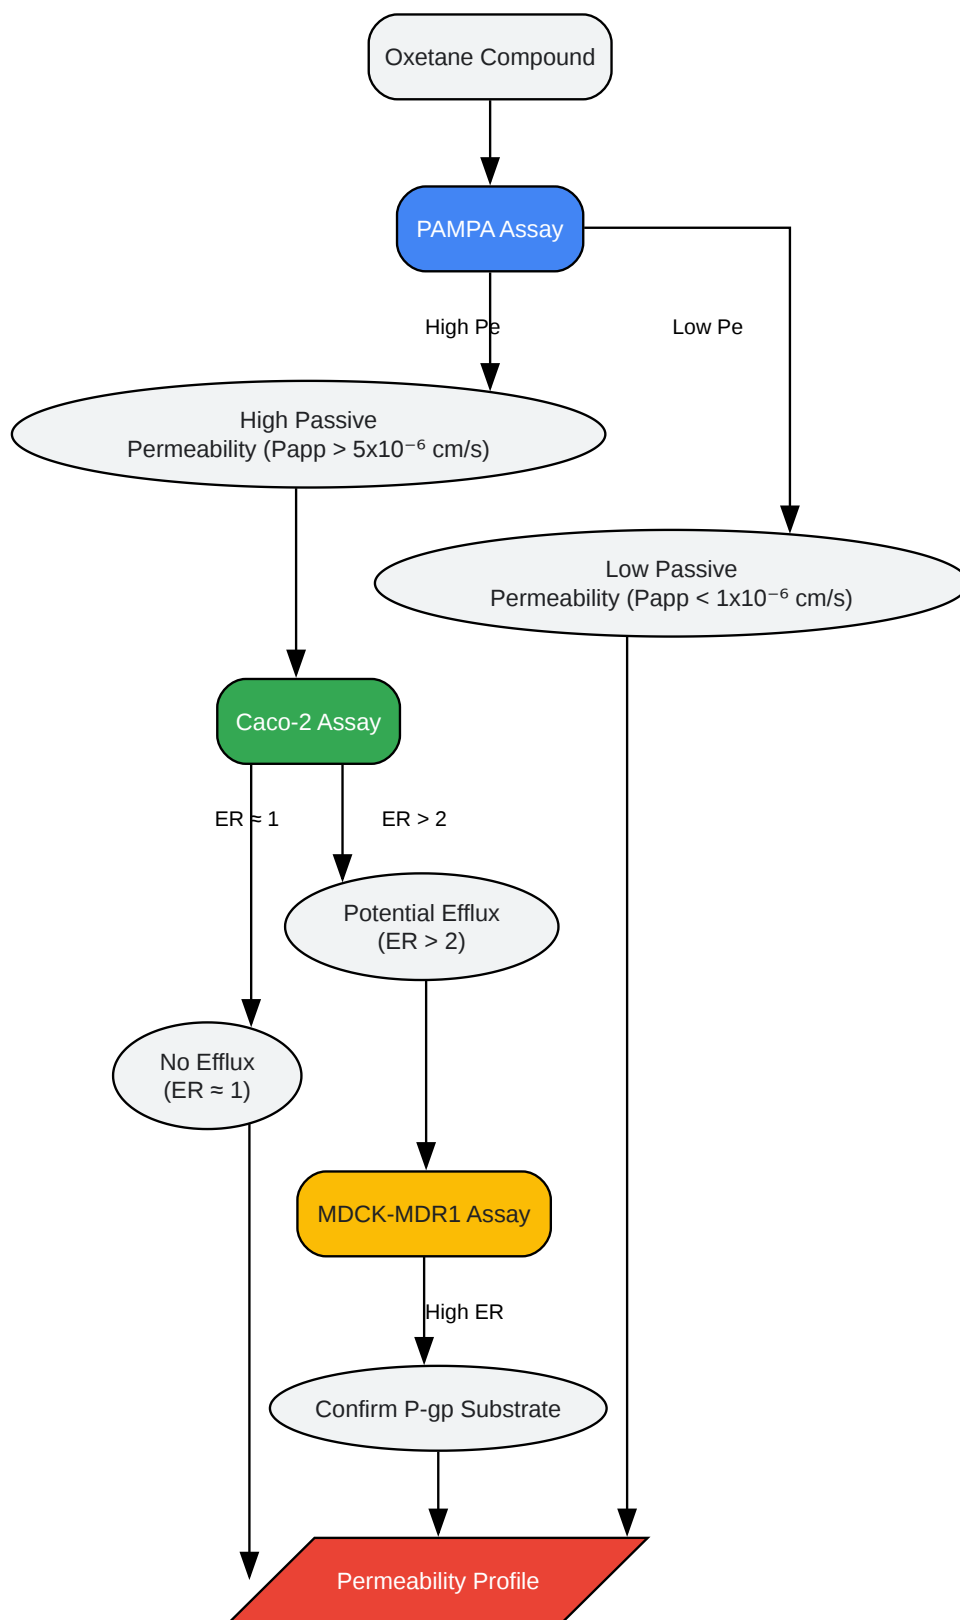 Oxetane Compound
PAMPA Assay
High Pe
Low Pe
High Passive
Permeability (Papp > 5x10⁻⁶ cm/s)
Low Passive
Permeability (Papp < 1x10⁻⁶ cm/s)
Caco-2 Assay
ER ≈ 1
ER > 2
Potential Efflux
(ER > 2)
No Efflux
(ER ≈ 1)
MDCK-MDR1 Assay
High ER
Confirm P-gp Substrate
Permeability Profile